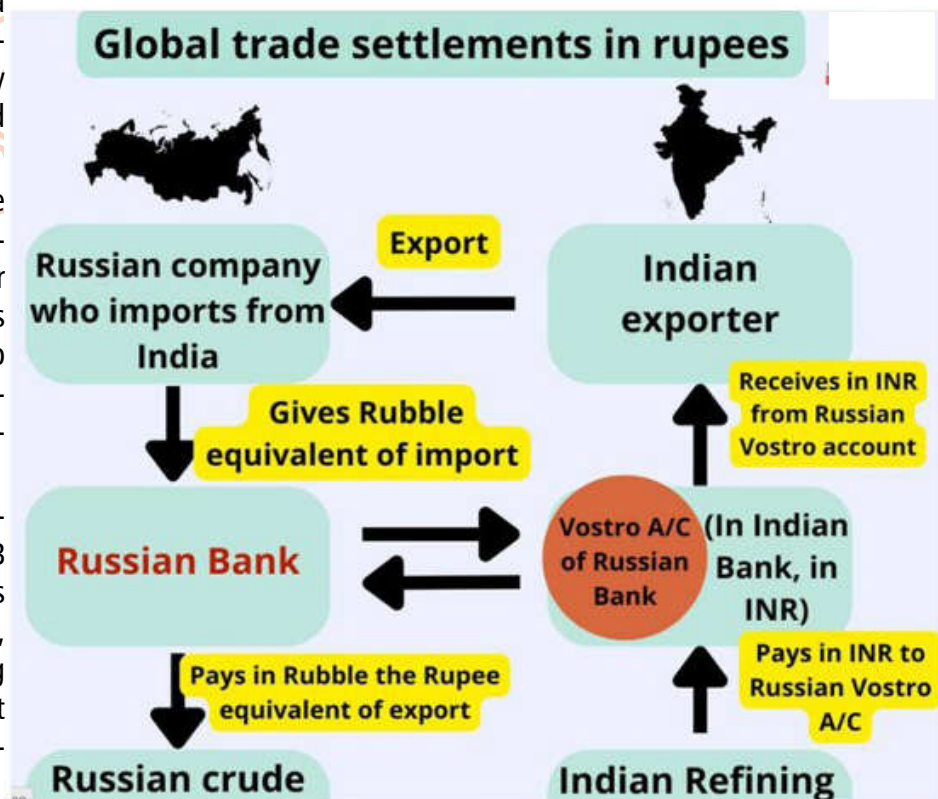 Global trade settlements in rupees
Export
Russian company
who imports from
India
Indian
exporter
Gives Rubble
equivalent of import
Receives in INR
from Russian
Vostro account
Russian Bank
Vostro A/C
of Russian
Bank
(In Indian
Bank, in
INR)
Pays in Rubble the Rupee
equivalent of export
Pays in INR to
Russian Vostro
A/C
Russian crude
Indian Refining